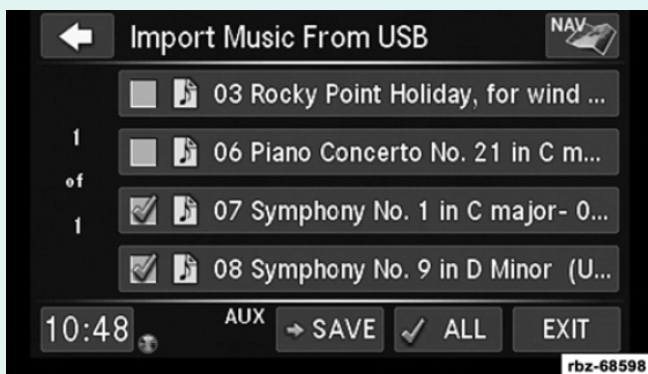 Import Music From USB
NAV
03 Rocky Point Holiday, for wind ...
1
of
1
06 Piano Concerto No. 21 in C m...
07 Symphony No. 1 in C major- 0...
08 Symphony No. 9 in D Minor (U...
10:48
AUX
SAVE
ALL
EXIT
rbz-68598